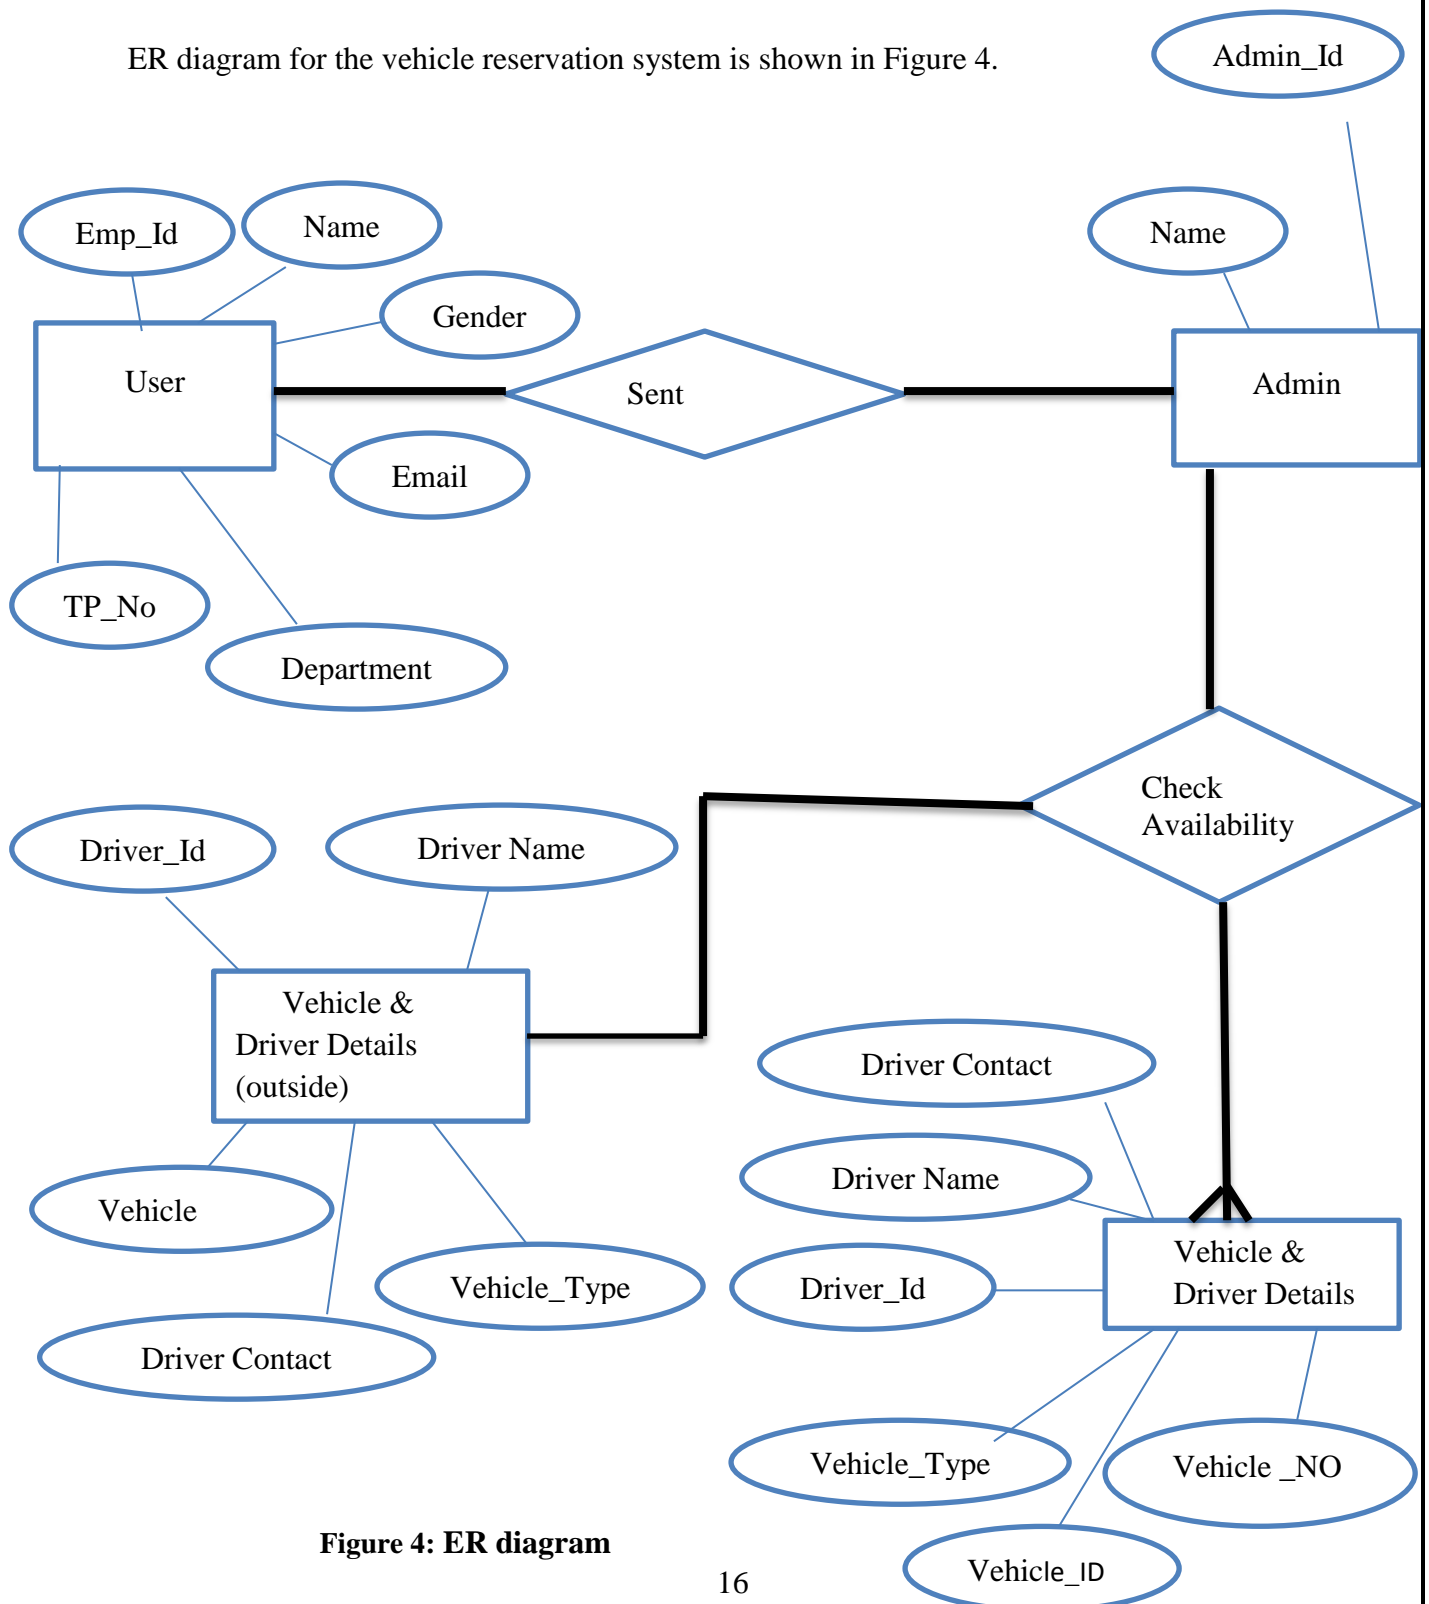 ER diagram for the vehicle reservation system is shown in Figure 4.
Admin_Id
Emp_Id
Name
Name
Gender
User
Sent
Admin
Email
TP_No
Department
Check
Availability
Driver_Id
Driver Name
Vehicle &
Driver Details
(outside)
Driver Contact
Driver Name
Vehicle
Vehicle_Type
Driver_Id
Vehicle &
Driver Details
Driver Contact
Vehicle_Type
Vehicle _NO
Vehicle_ID
Figure 4: ER diagram
16